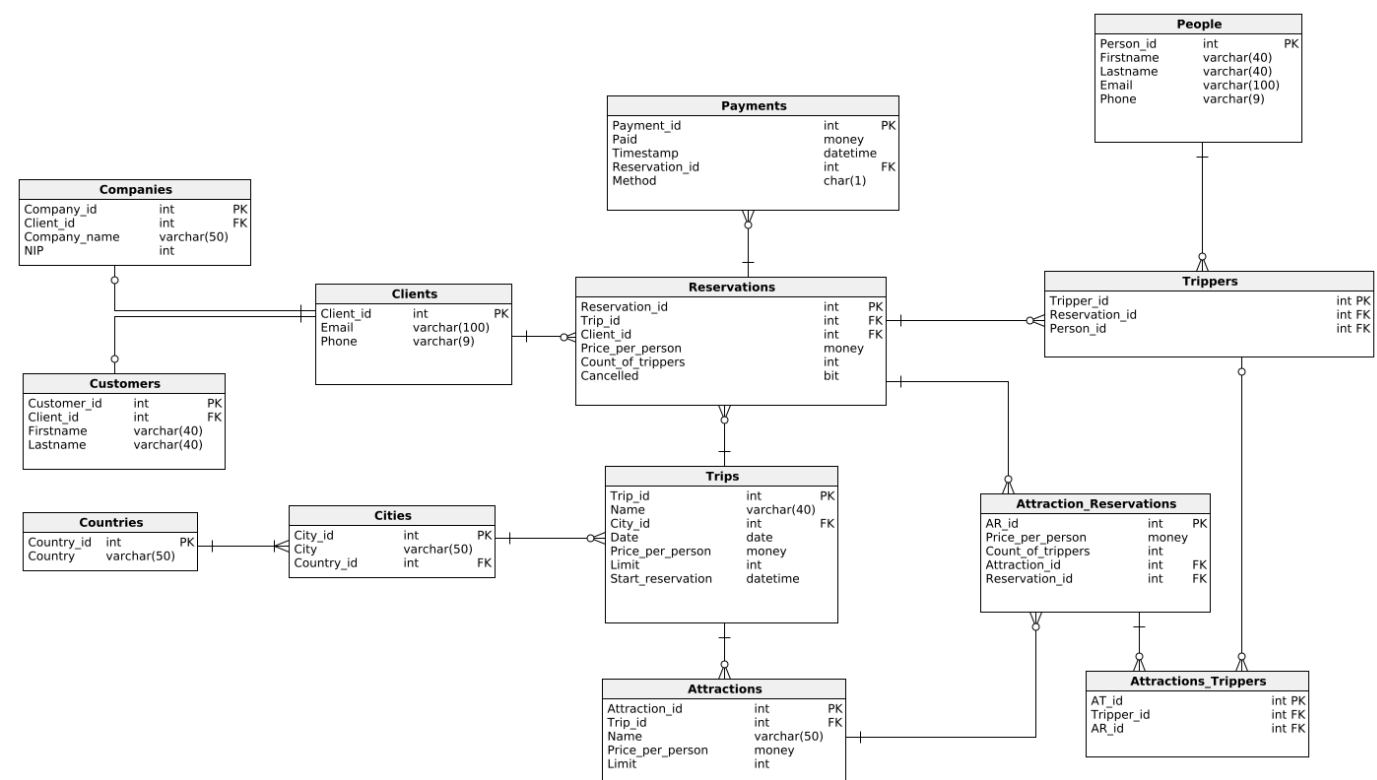 People
Person_id int PK
Firstname varchar(40)
Lastname varchar(40)
Email varchar(100)
Phone varchar(9)
Payments
Payment_id int PK
Paid money
Timestamp datetime
Reservation_id int FK
Method char(1)
Companies
Company_id int PK
Client_id int FK
Company_name varchar(50)
NIP int
Clients
Client_id int PK
Email varchar(100)
Phone varchar(9)
Reservations
Reservation_id int PK
Trip_id int FK
Client_id int FK
Price_per_person money
Count_of_trippers int
Cancelled bit
Trippers
Tripper_id int PK
Reservation_id int FK
Person_id int FK
Customers
Customer_id int PK
Client_id int FK
Firstname varchar(40)
Lastname varchar(40)
Countries
Country_id int PK
Country varchar(50)
Cities
City_id int PK
City varchar(50)
Country_id int FK
Trips
Trip_id int PK
Name varchar(40)
City_id int FK
Date date
Price_per_person money
Limit int
Start_reservation datetime
Attraction_Reservations
AR_id int PK
Price_per_person money
Count_of_trippers int
Attraction_id int FK
Reservation_id int FK
Attractions
Attraction_id int PK
Trip_id int FK
Name varchar(50)
Price_per_person money
Limit int
Attractions_Trippers
AT_id int PK
Tripper_id int FK
AR_id int FK